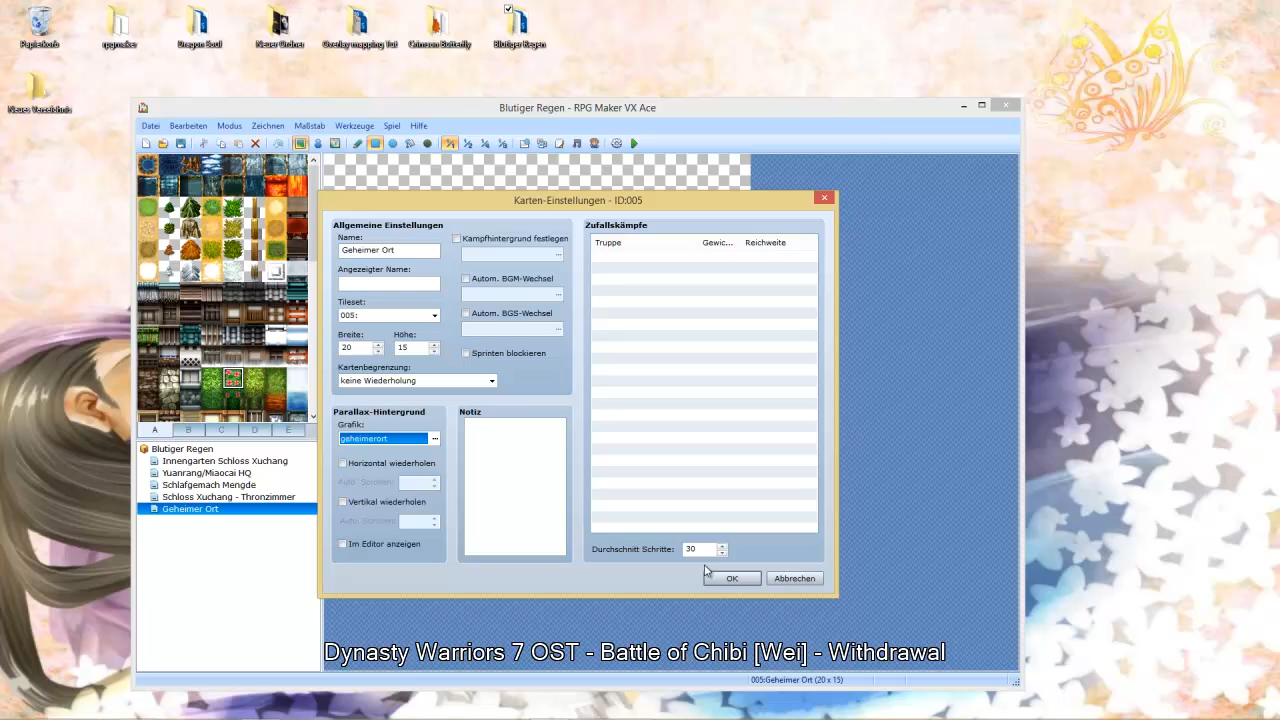 Papierkorb
rpgmaker
Dragon Soul
Neuer Ordner
Overlay mapping Tut
Crimson Butterfly
Blutiger Regen
Neues Verzeichnis
Blutiger Regen - RPG Maker VX Ace
Datei Bearbeiten Modus Zeichnen Maßstab Werkzeuge Spiel Hilfe
Karten-Einstellungen - ID:005
Allgemeine Einstellungen
Name:
Geheimer Ort
Angezeigter Name:
Tileset:
005:
Breite: Höhe:
20 15
Kartenbegrenzung:
keine Wiederholung
Kampfhintergrund festlegen
Autom. BGM-Wechsel
Autom. BGS-Wechsel
Sprinten blockieren
Parallax-Hintergrund
Grafik:
geheimerort
Horizontal wiederholen
Auto. Scrollen:
Vertikal wiederholen
Auto. Scrollen:
Im Editor anzeigen
Notiz
Zufallskämpfe
Truppe Gewic... Reichweite
Durchschnitt Schritte: 30
OK Abbrechen
A B C D E
Blutiger Regen
Innengarten Schloss Xuchang
Yuanrang/Miaocai HQ
Schlafgemach Mengde
Schloss Xuchang - Thronzimmer
Geheimer Ort
Dynasty Warriors 7 OST - Battle of Chibi [Wei] - Withdrawal
005:Geheimer Ort (20 x 15)